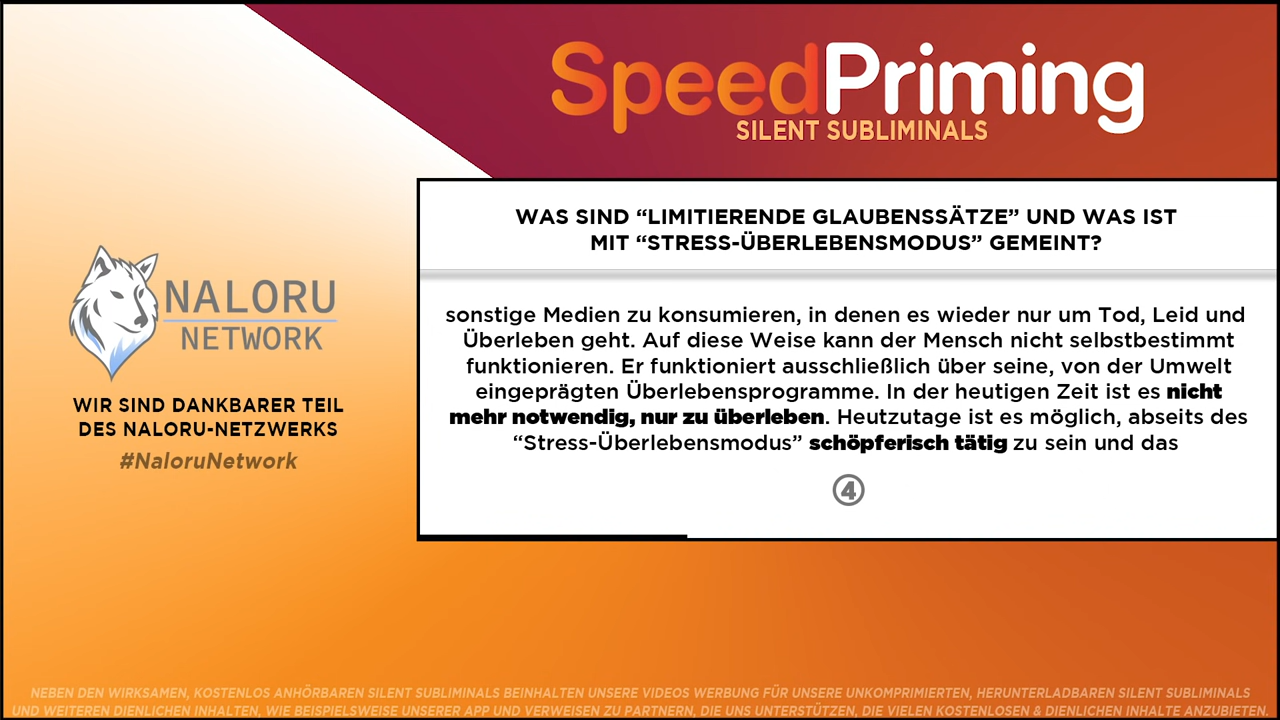 SpeedPriming
SILENT SUBLIMINALS
WAS SIND “LIMITIERENDE GLAUBENSSÄTZE” UND WAS IST
MIT “STRESS-ÜBERLEBENSMODUS” GEMEINT?
sonstige Medien zu konsumieren, in denen es wieder nur um Tod, Leid und
Überleben geht. Auf diese Weise kann der Mensch nicht selbstbestimmt
funktionieren. Er funktioniert ausschließlich über seine, von der Umwelt
eingeprägten Überlebensprogramme. In der heutigen Zeit ist es nicht
mehr notwendig, nur zu überleben. Heutzutage ist es möglich, abseits des
“Stress-Überlebensmodus” schöpferisch tätig zu sein und das
4
NALORU
NETWORK
WIR SIND DANKBARER TEIL
DES NALORU-NETZWERKS
#NaloruNetwork
NEBEN DEN WIRKSAMEN, KOSTENLOS ANHÖRBAREN SILENT SUBLIMINALS BEINHALTEN UNSERE VIDEOS WERBUNG FÜR UNSERE UNKOMPRIMIERTEN, HERUNTERLADBAREN SILENT SUBLIMINALS
UND WEITEREN DIENLICHEN INHALTEN, WIE BEISPIELSWEISE UNSERER APP UND VERWEISEN ZU PARTNERN, DIE UNS UNTERSTÜTZEN, DIE VIELEN KOSTENLOSEN & DIENLICHEN INHALTE ANZUBIETEN.